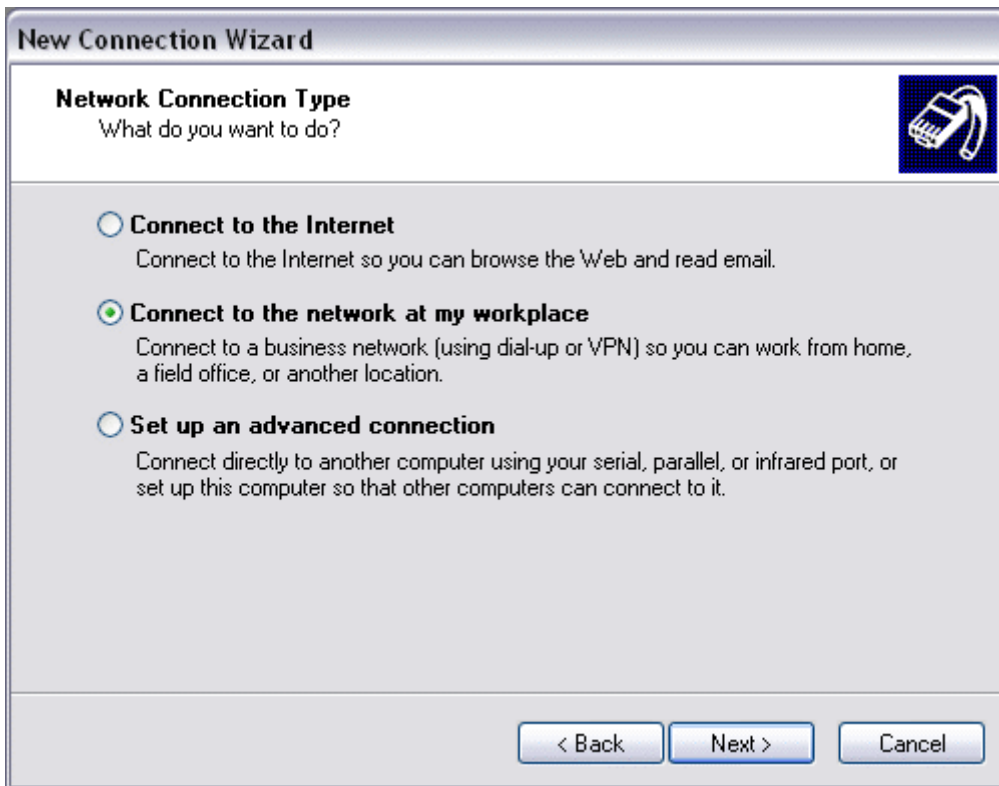 New Connection Wizard
Network Connection Type
What do you want to do?
Connect to the Internet
Connect to the Internet so you can browse the Web and read email.
Connect to the network at my workplace
Connect to a business network (using dial-up or VPN) so you can work from home,
a field office, or another location.
Set up an advanced connection
Connect directly to another computer using your serial, parallel, or infrared port, or
set up this computer so that other computers can connect to it.
< Back
Next >
Cancel